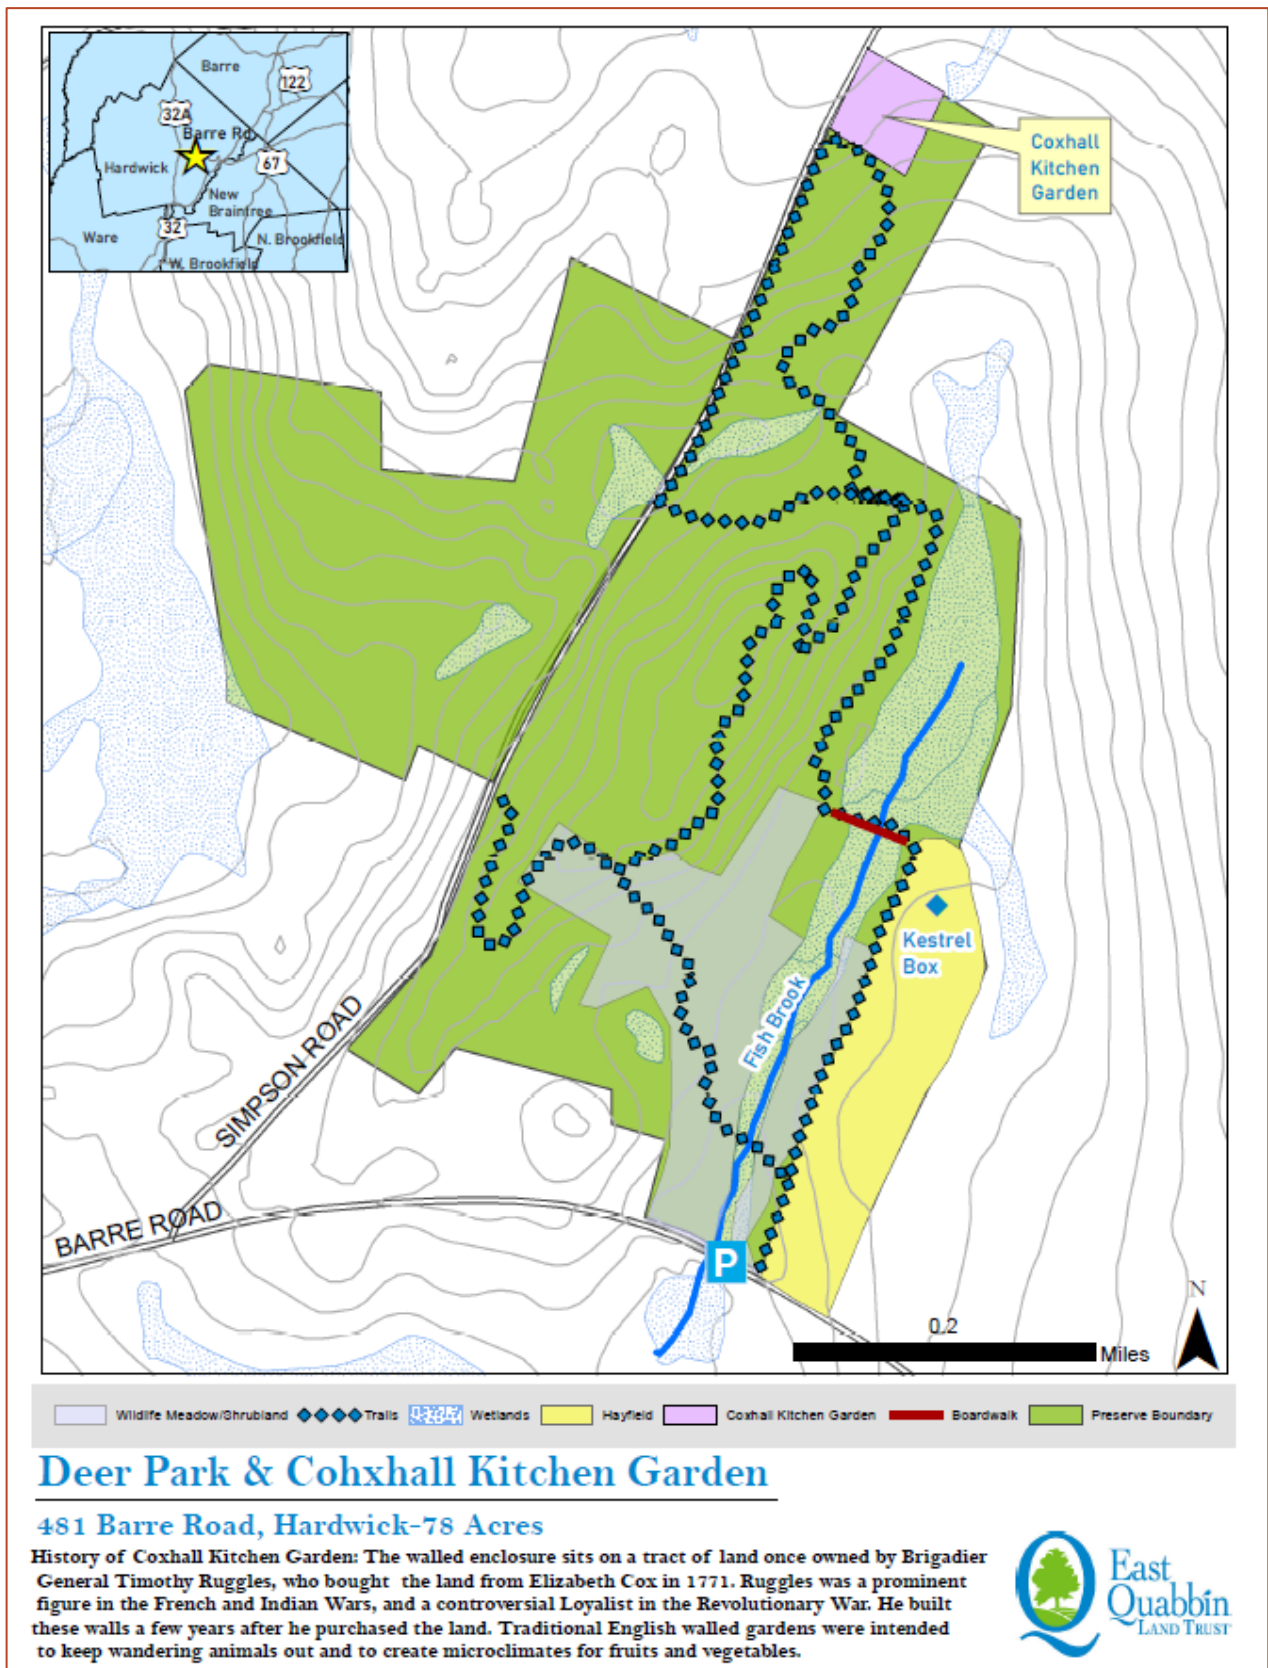 Barre
122
32A
Barre Rd
Hardwick
67
New
Braintree
Ware
32
N. Brookfield
W. Brookfield
Coxhall
Kitchen
Garden
Kestrel
Box
Fish Brook
SIMPSON ROAD
BARRE ROAD
P
N
0.2
Miles
Wildlife Meadow/Shrubland Trails Wetlands Hayfield Coxhall Kitchen Garden Boardwalk Preserve Boundary
Deer Park & Cohxhall Kitchen Garden
481 Barre Road, Hardwick-78 Acres
History of Coxhall Kitchen Garden: The walled enclosure sits on a tract of land once owned by Brigadier
General Timothy Ruggles, who bought the land from Elizabeth Cox in 1771. Ruggles was a prominent
figure in the French and Indian Wars, and a controversial Loyalist in the Revolutionary War. He built
these walls a few years after he purchased the land. Traditional English walled gardens were intended
to keep wandering animals out and to create microclimates for fruits and vegetables.
East
Quabbin
LAND TRUST